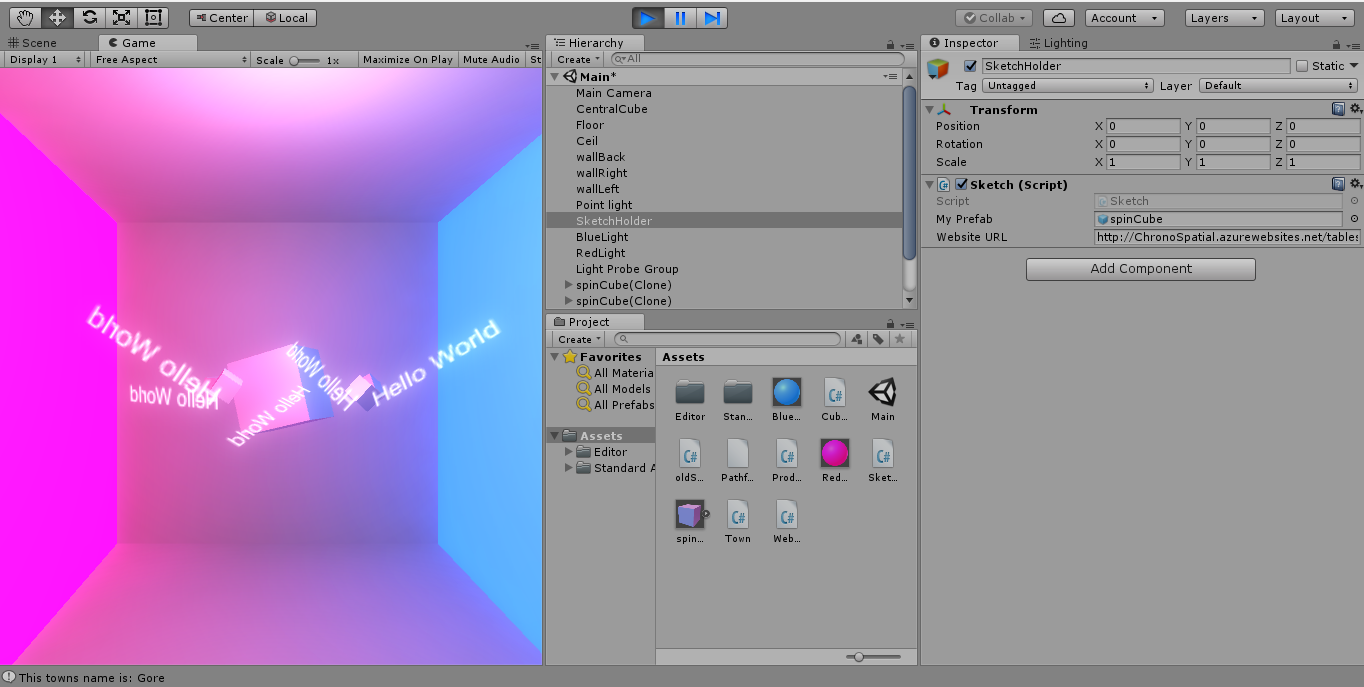 Center Local Collab Account Layers Layout
Scene Game
Display 1 Free Aspect Scale 1x Maximize On Play Mute Audio St
Hello World
Hello World
Hello World
Hello World
Hello World
Hierarchy
Create All
Main*
Main Camera
CentralCube
Floor
Ceil
wallBack
wallRight
wallLeft
Point light
SketchHolder
BlueLight
RedLight
Light Probe Group
spinCube(Clone)
spinCube(Clone)
Project
Create
Favorites
All Materia
All Models
All Prefabs
Assets
Editor
Standard A
Assets
Editor Stan... Blue... Cub... Main
oldS... Pathf... Prod... Red... Sket...
spin... Town Web...
Inspector Lighting
SketchHolder Static
Tag Untagged Layer Default
Transform
Position X 0 Y 0 Z 0
Rotation X 0 Y 0 Z 0
Scale X 1 Y 1 Z 1
Sketch (Script)
Script Sketch
My Prefab spinCube
Website URL http://ChronoSpatial.azurewebsites.net/tables
Add Component
This towns name is: Gore